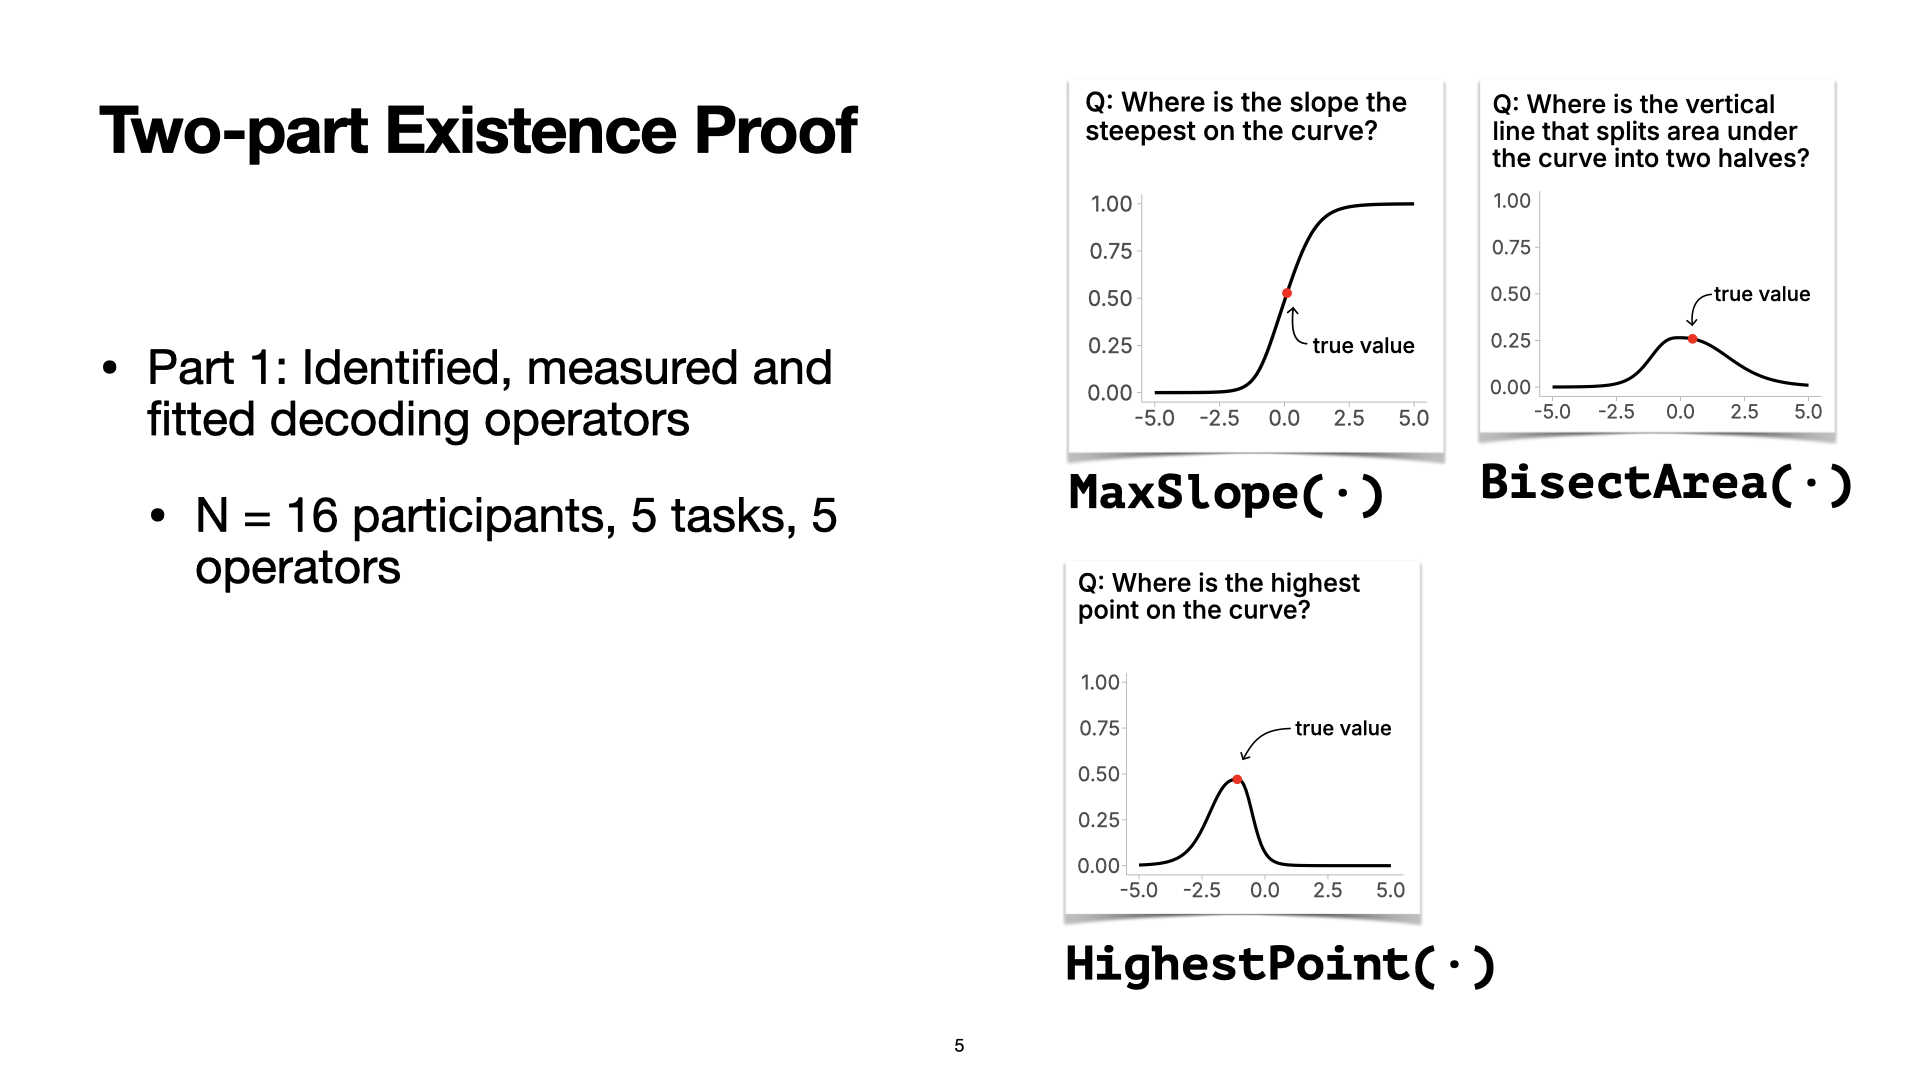 Two-part Existence Proof
• Part 1: Identified, measured and
fitted decoding operators
• N = 16 participants, 5 tasks, 5
operators
Q: Where is the slope the
steepest on the curve?
1.00
0.75
0.50
0.25
0.00
true value
-5.0 -2.5 0.0 2.5 5.0
MaxSlope(·)
Q: Where is the vertical
line that splits area under
the curve into two halves?
1.00
0.75
0.50
0.25
0.00
true value
-5.0 -2.5 0.0 2.5 5.0
BisectArea(·)
Q: Where is the highest
point on the curve?
1.00
0.75
0.50
0.25
0.00
true value
-5.0 -2.5 0.0 2.5 5.0
HighestPoint(·)
5